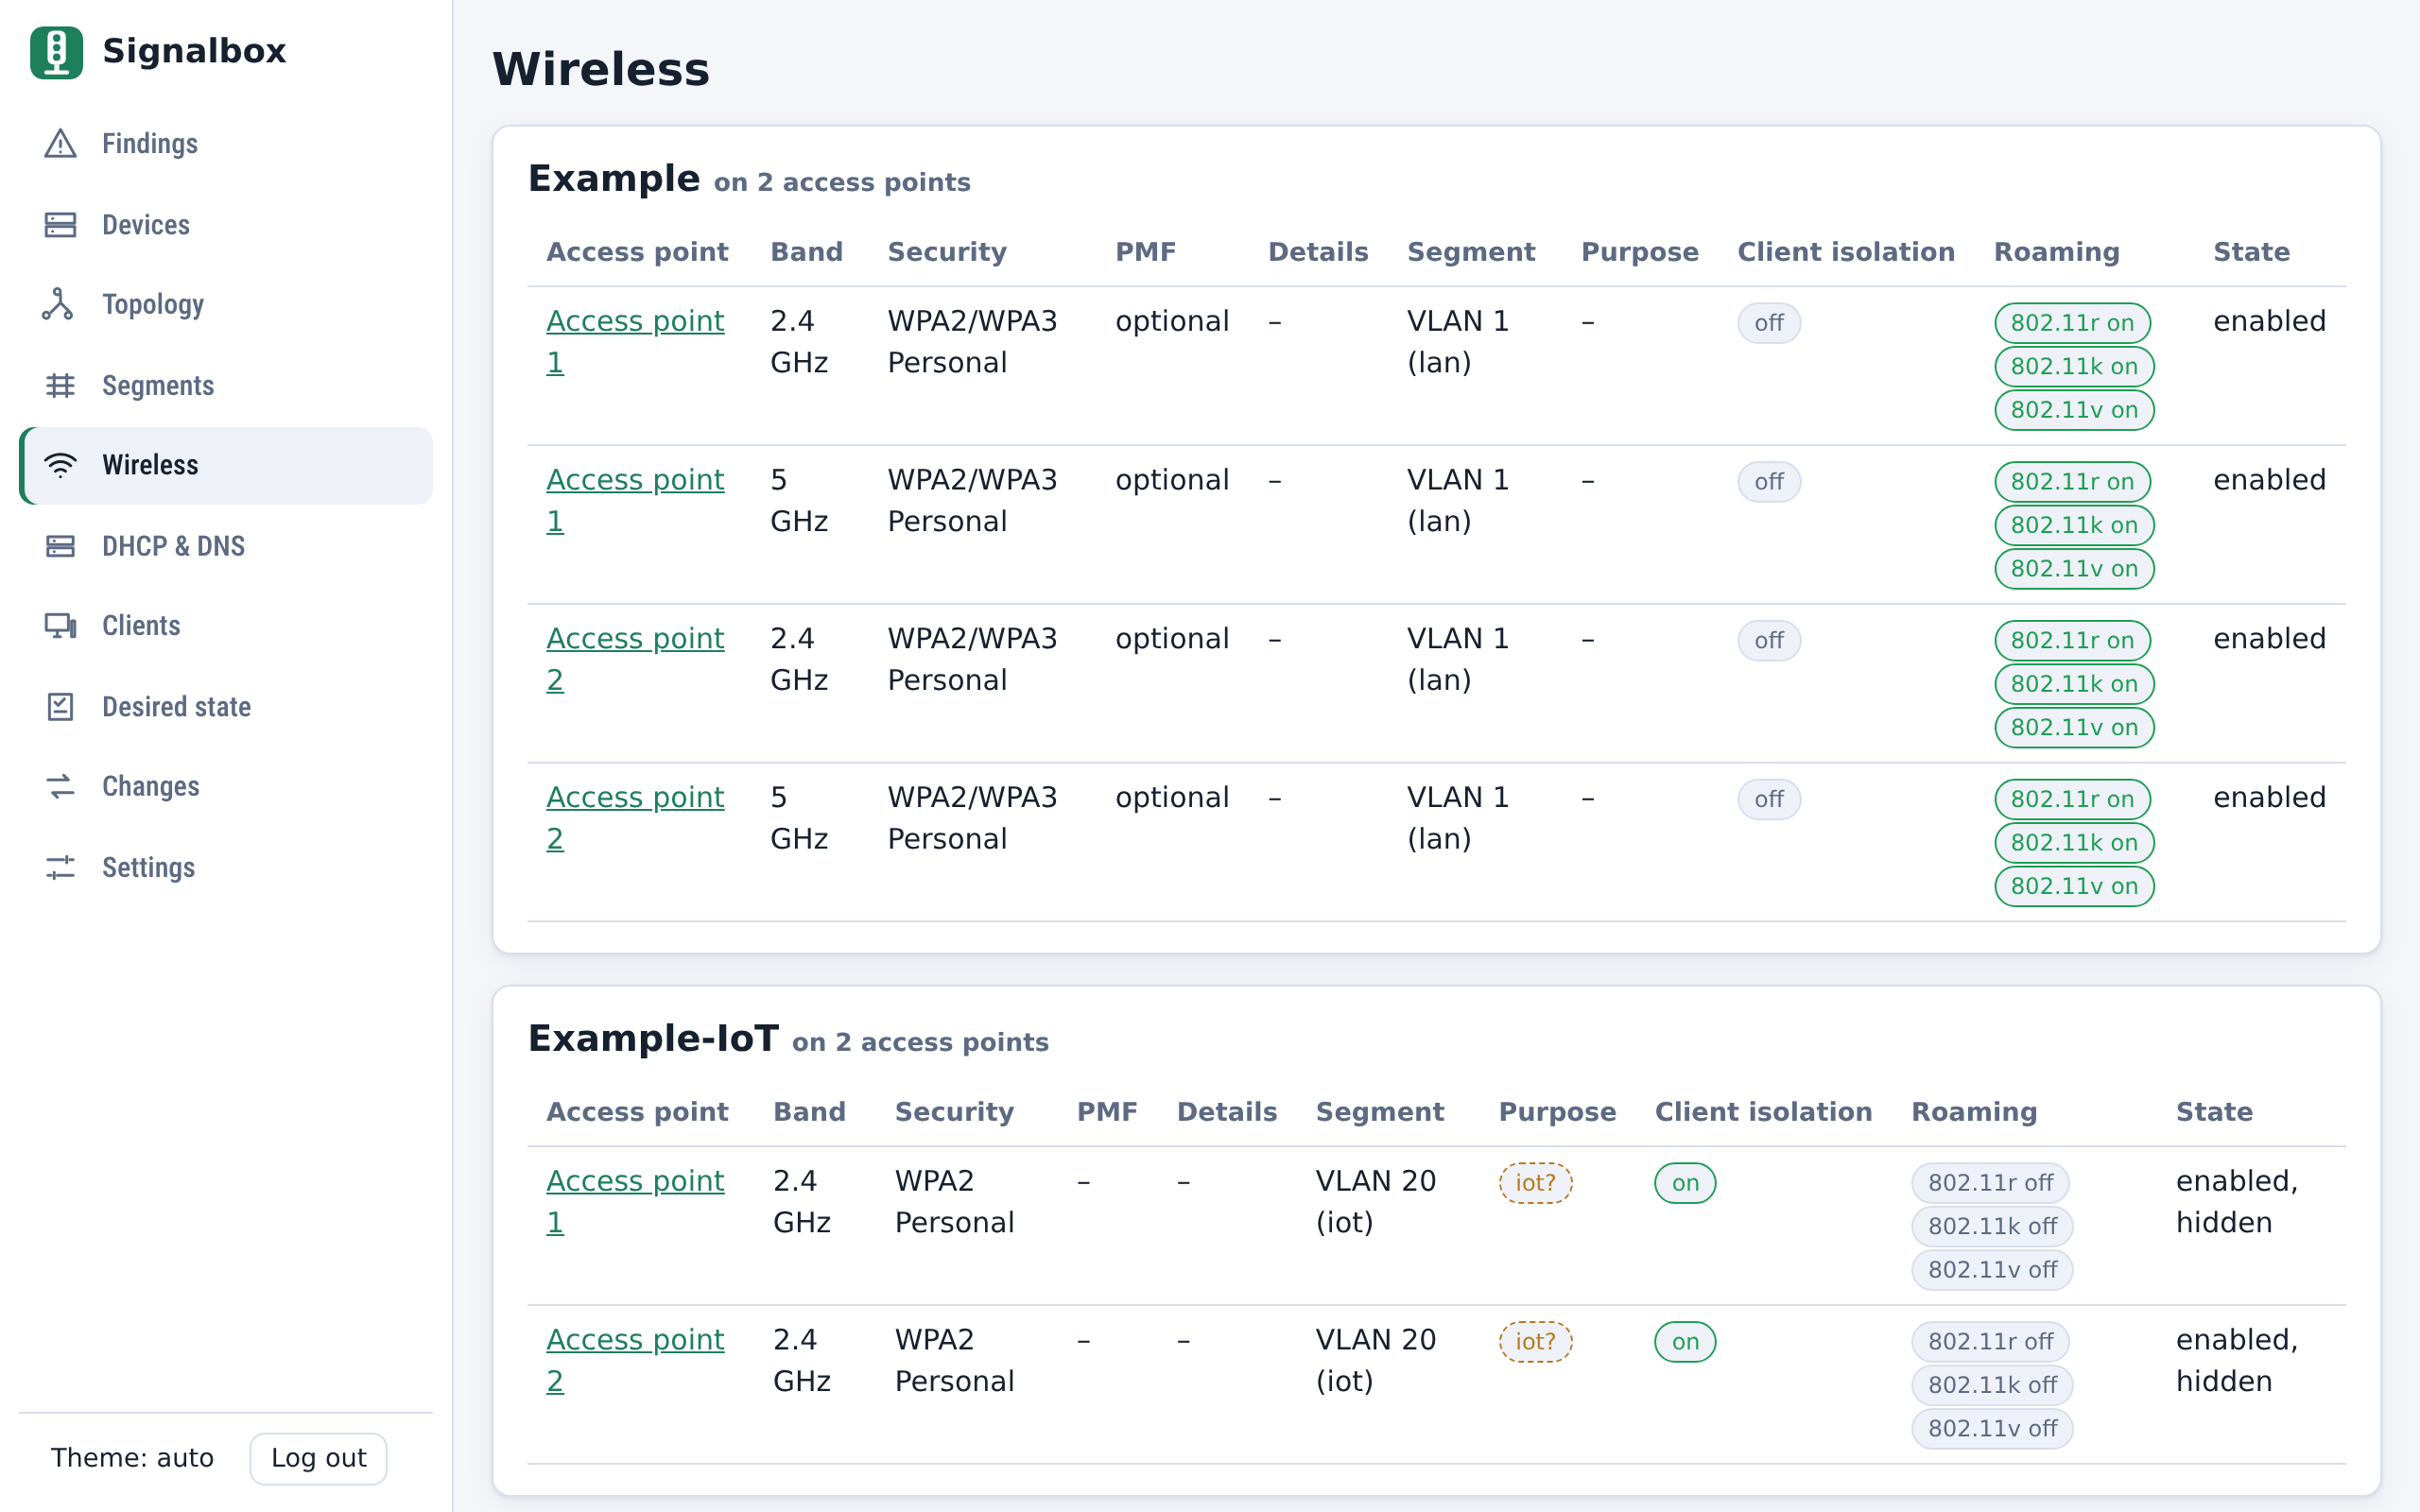 Signalbox
Findings
Devices
Topology
Segments
Wireless
DHCP & DNS
Clients
Desired state
Changes
Settings
Theme: auto Log out
Wireless
Example on 2 access points
Access point Band Security PMF Details Segment Purpose Client isolation Roaming State
Access point 2.4 WPA2/WPA3 optional – VLAN 1 – off 802.11r on enabled
1 GHz Personal (lan) 802.11k on
802.11v on
Access point 5 WPA2/WPA3 optional – VLAN 1 – off 802.11r on enabled
1 GHz Personal (lan) 802.11k on
802.11v on
Access point 2.4 WPA2/WPA3 optional – VLAN 1 – off 802.11r on enabled
2 GHz Personal (lan) 802.11k on
802.11v on
Access point 5 WPA2/WPA3 optional – VLAN 1 – off 802.11r on enabled
2 GHz Personal (lan) 802.11k on
802.11v on
Example-IoT on 2 access points
Access point Band Security PMF Details Segment Purpose Client isolation Roaming State
Access point 2.4 WPA2 – – VLAN 20 iot? on 802.11r off enabled,
1 GHz Personal (iot) 802.11k off hidden
802.11v off
Access point 2.4 WPA2 – – VLAN 20 iot? on 802.11r off enabled,
2 GHz Personal (iot) 802.11k off hidden
802.11v off